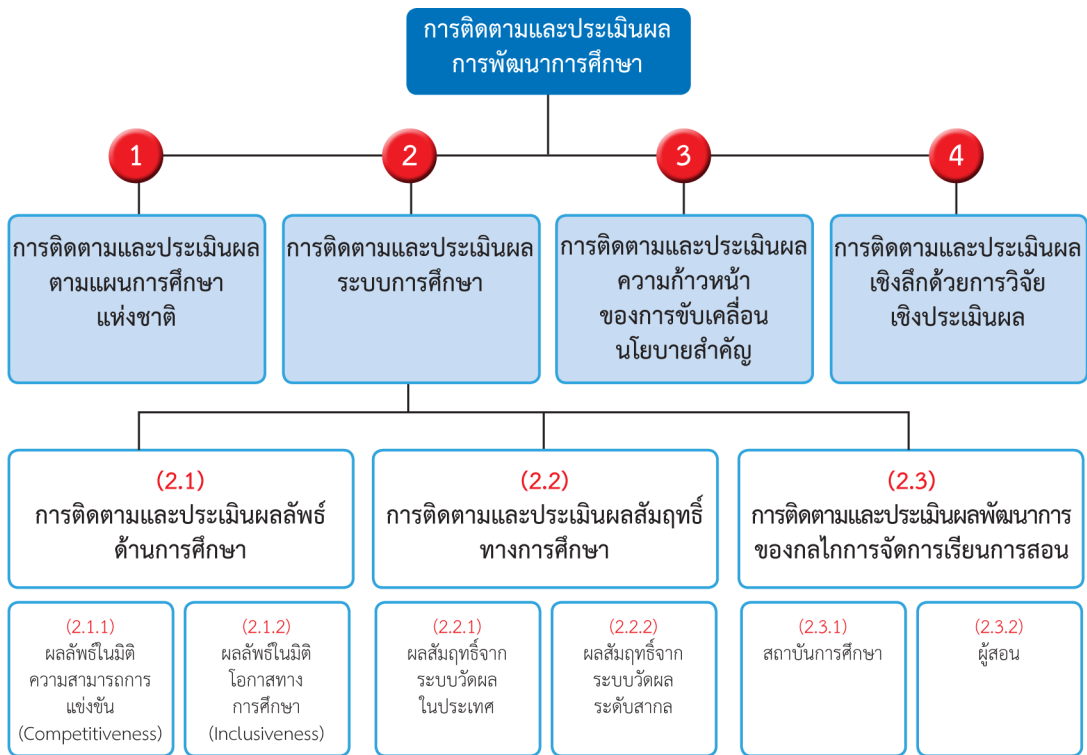 การติดตามและประเมินผล
การพัฒนาการศึกษา
1
2
3
4
การติดตามและประเมินผล
ตามแผนการศึกษา
แห่งชาติ
การติดตามและประเมินผล
ระบบการศึกษา
การติดตามและประเมินผล
ความก้าวหน้า
ของการขับเคลื่อน
นโยบายสำคัญ
การติดตามและประเมินผล
เชิงลึกด้วยการวิจัย
เชิงประเมินผล
(2.1)
การติดตามและประเมินผลลัพธ์
ด้านการศึกษา
(2.2)
การติดตามและประเมินผลสัมฤทธิ์
ทางการศึกษา
(2.3)
การติดตามและประเมินผลพัฒนาการ
ของกลไกการจัดการเรียนการสอน
(2.1.1)
ผลลัพธ์ในมิติ
ความสามารถการ
แข่งขัน
(Competitiveness)
(2.1.2)
ผลลัพธ์ในมิติ
โอกาสทาง
การศึกษา
(Inclusiveness)
(2.2.1)
ผลสัมฤทธิ์จาก
ระบบวัดผล
ในประเทศ
(2.2.2)
ผลสัมฤทธิ์จาก
ระบบวัดผล
ระดับสากล
(2.3.1)
สถาบันการศึกษา
(2.3.2)
ผู้สอน